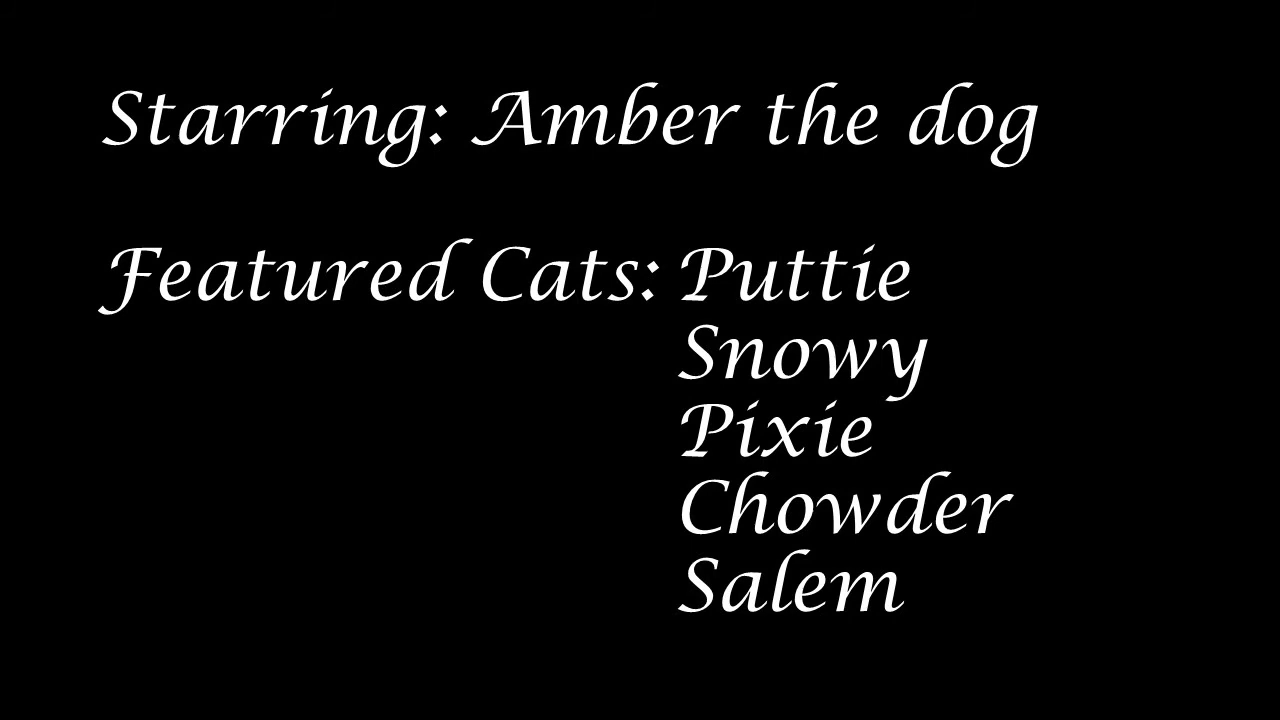 Starring: Amber the dog
Featured Cats: Puttie
Snowy
Pixie
Chowder
Salem